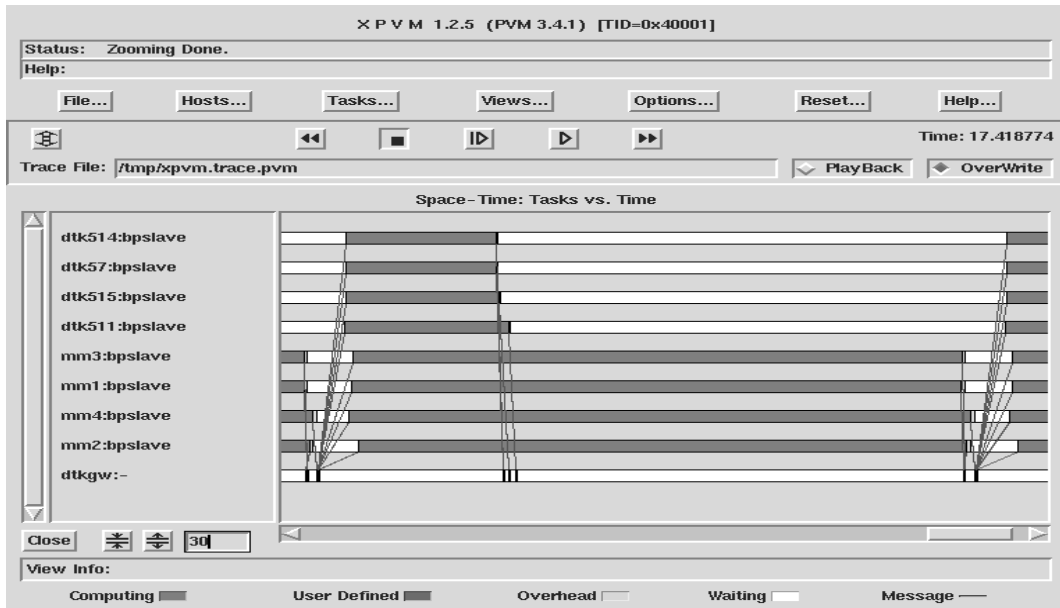 X P V M 1.2.5 (PVM 3.4.1) [TID=0x40001]
Status: Zooming Done.
Help:
File... Hosts... Tasks... Views... Options... Reset... Help...
Time: 17.418774
Trace File: /tmp/xpvm.trace.pvm PlayBack OverWrite
Space-Time: Tasks vs. Time
dtk514:bpslave
dtk57:bpslave
dtk515:bpslave
dtk511:bpslave
mm3:bpslave
mm1:bpslave
mm4:bpslave
mm2:bpslave
dtkgw:-
Close 30
View Info:
Computing User Defined Overhead Waiting Message